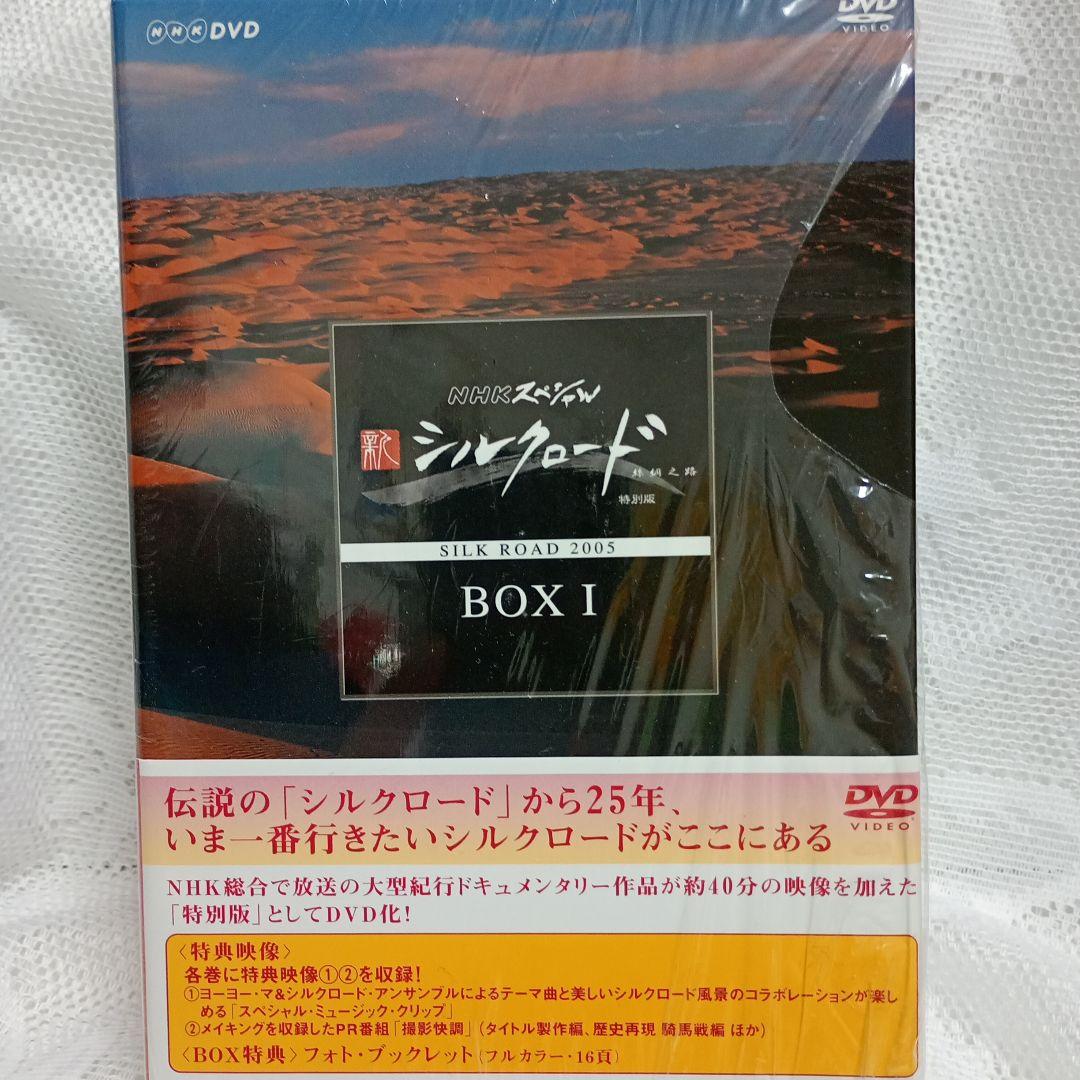 NHK DVD
DVD
VIDEO
NHKスペシャル
新
シルクロード
絲綢之路
特別版
SILK ROAD 2005
BOX I
伝説の「シルクロード」から25年、
いま一番行きたいシルクロードがここにある
DVD
VIDEO
NHK総合で放送の大型紀行ドキュメンタリー作品が約40分の映像を加えた
「特別版」としてDVD化!
〈特典映像〉
各巻に特典映像①②を収録!
①ヨーヨー・マ&シルクロード・アンサンブルによるテーマ曲と美しいシルクロード風景のコラボレーションが楽し
める「スペシャル・ミュージック・クリップ」
②メイキングを収録したPR番組「撮影快調」(タイトル製作編、歴史再現 騎馬戦編 ほか)
〈BOX特典〉フォト・ブックレット(フルカラー・16頁)